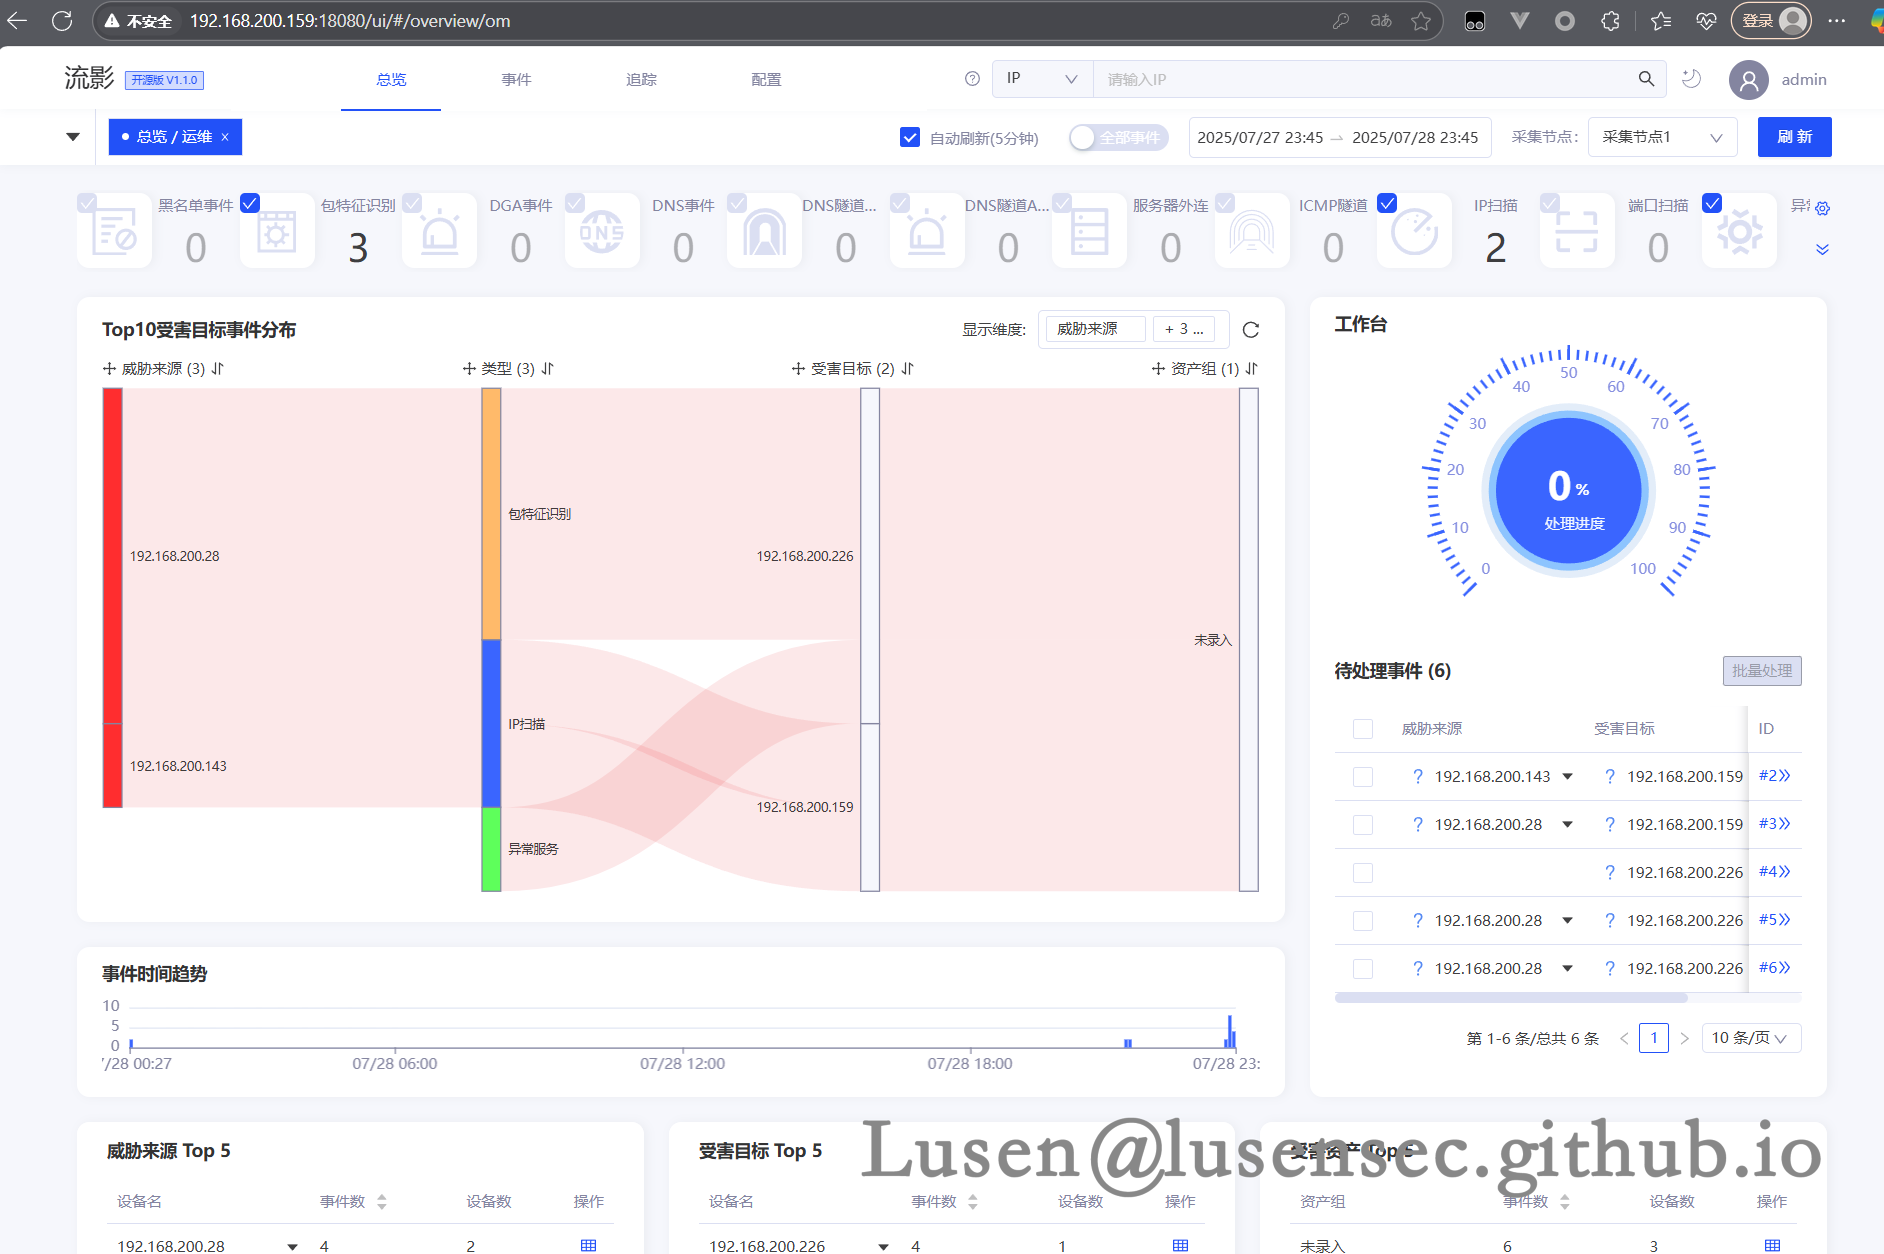 不安全 192.168.200.159:18080/ui/#/overview/om
登录
流影 开源版 V1.1.0 总览 事件 追踪 配置 IP 请输入IP admin
总览 / 运维 × 自动刷新(5分钟) 全部事件 2025/07/27 23:45 → 2025/07/28 23:45 采集节点: 采集节点1 刷 新
黑名单事件 包特征识别 DGA事件 DNS事件 DNS隧道... DNS隧道A... 服务器外连 ICMP隧道 IP扫描 端口扫描
0 3 0 0 0 0 0 0 2 0
Top10受害目标事件分布 显示维度: 威胁来源 + 3 ...
威胁来源 (3) 类型 (3) 受害目标 (2) 资产组 (1)
包特征识别
192.168.200.28
192.168.200.226
未录入
IP扫描
192.168.200.143
192.168.200.159
异常服务
事件时间趋势
10
5
0
'/28 00:27 07/28 06:00 07/28 12:00 07/28 18:00 07/28 23:
工作台
0 10 20 30 40 50 60 70 80 90 100
0 %
处理进度
待处理事件 (6) 批量处理
威胁来源 受害目标 ID
? 192.168.200.143 ? 192.168.200.159 #2
? 192.168.200.28 ? 192.168.200.159 #3
? 192.168.200.226 #4
? 192.168.200.28 ? 192.168.200.226 #5
? 192.168.200.28 ? 192.168.200.226 #6
第 1-6 条/总共 6 条 < 1 > 10 条/页
威胁来源 Top 5
设备名 事件数 设备数 操作
192.168.200.28 4 2
受害目标 Top 5
设备名 事件数 设备数 操作
192.168.200.226 4 1
受害资产 Top 5
资产组 事件数 设备数 操作
未录入 6 3
Lusen@lusensec.github.io